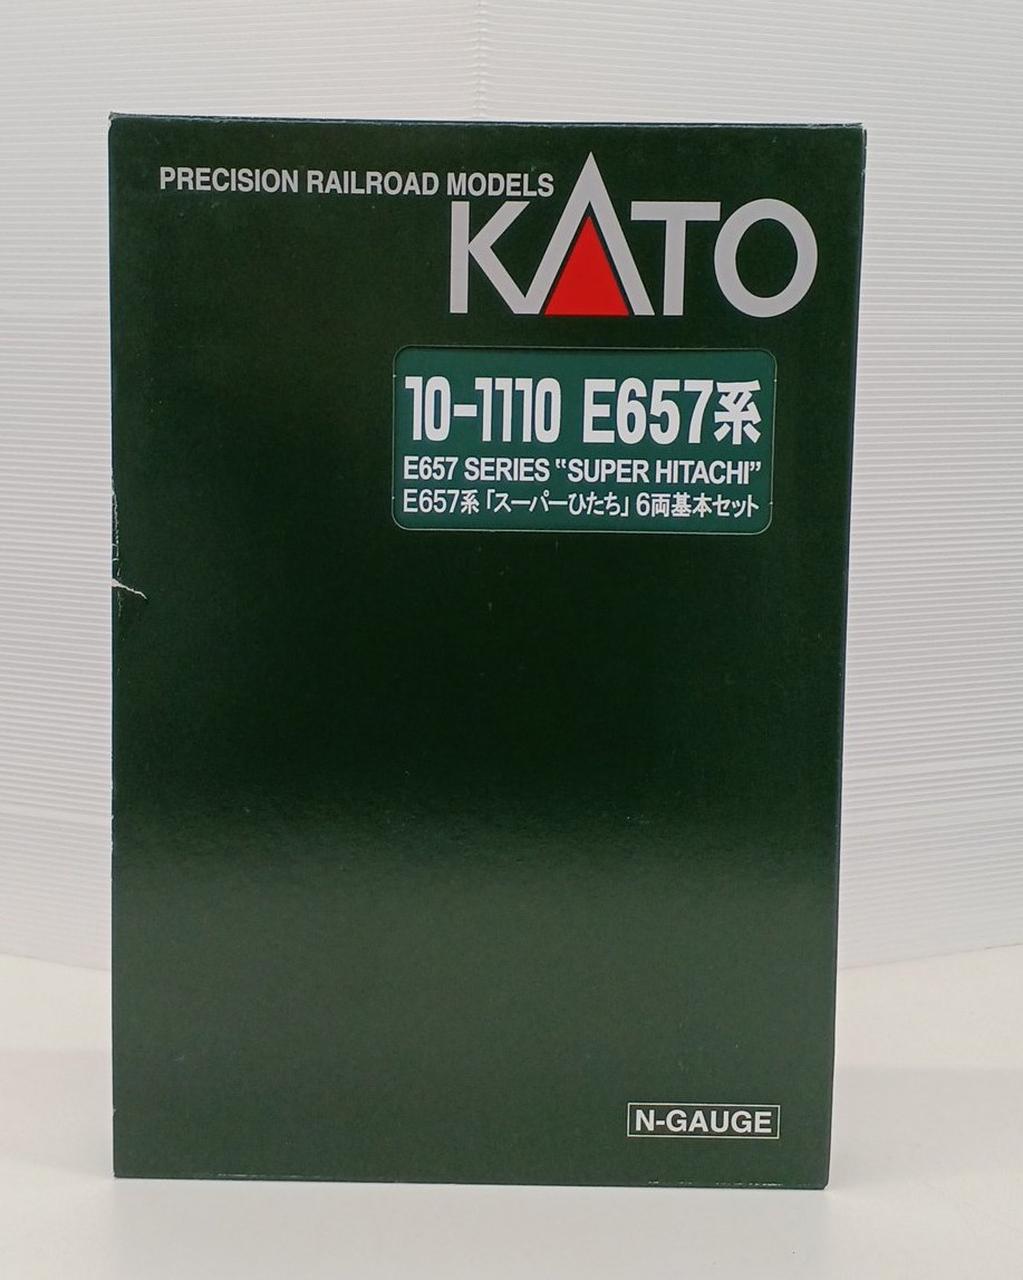 PRECISION RAILROAD MODELS
KATO
10-1110 E657系
E657 SERIES "SUPER HITACHI"
E657系「スーパーひたち」6両基本セット
N-GAUGE